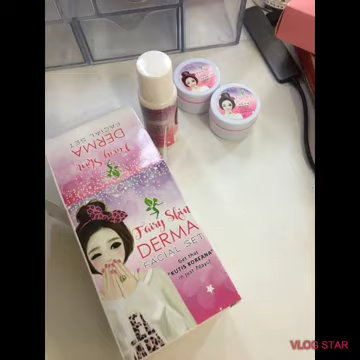 Fairy Skin
DERMA
FACIAL SET
Fairy Skin
DERMA
FACIAL SET
Get that
"KUTIS KOREANA"
in just 7days!!
VLOG STAR